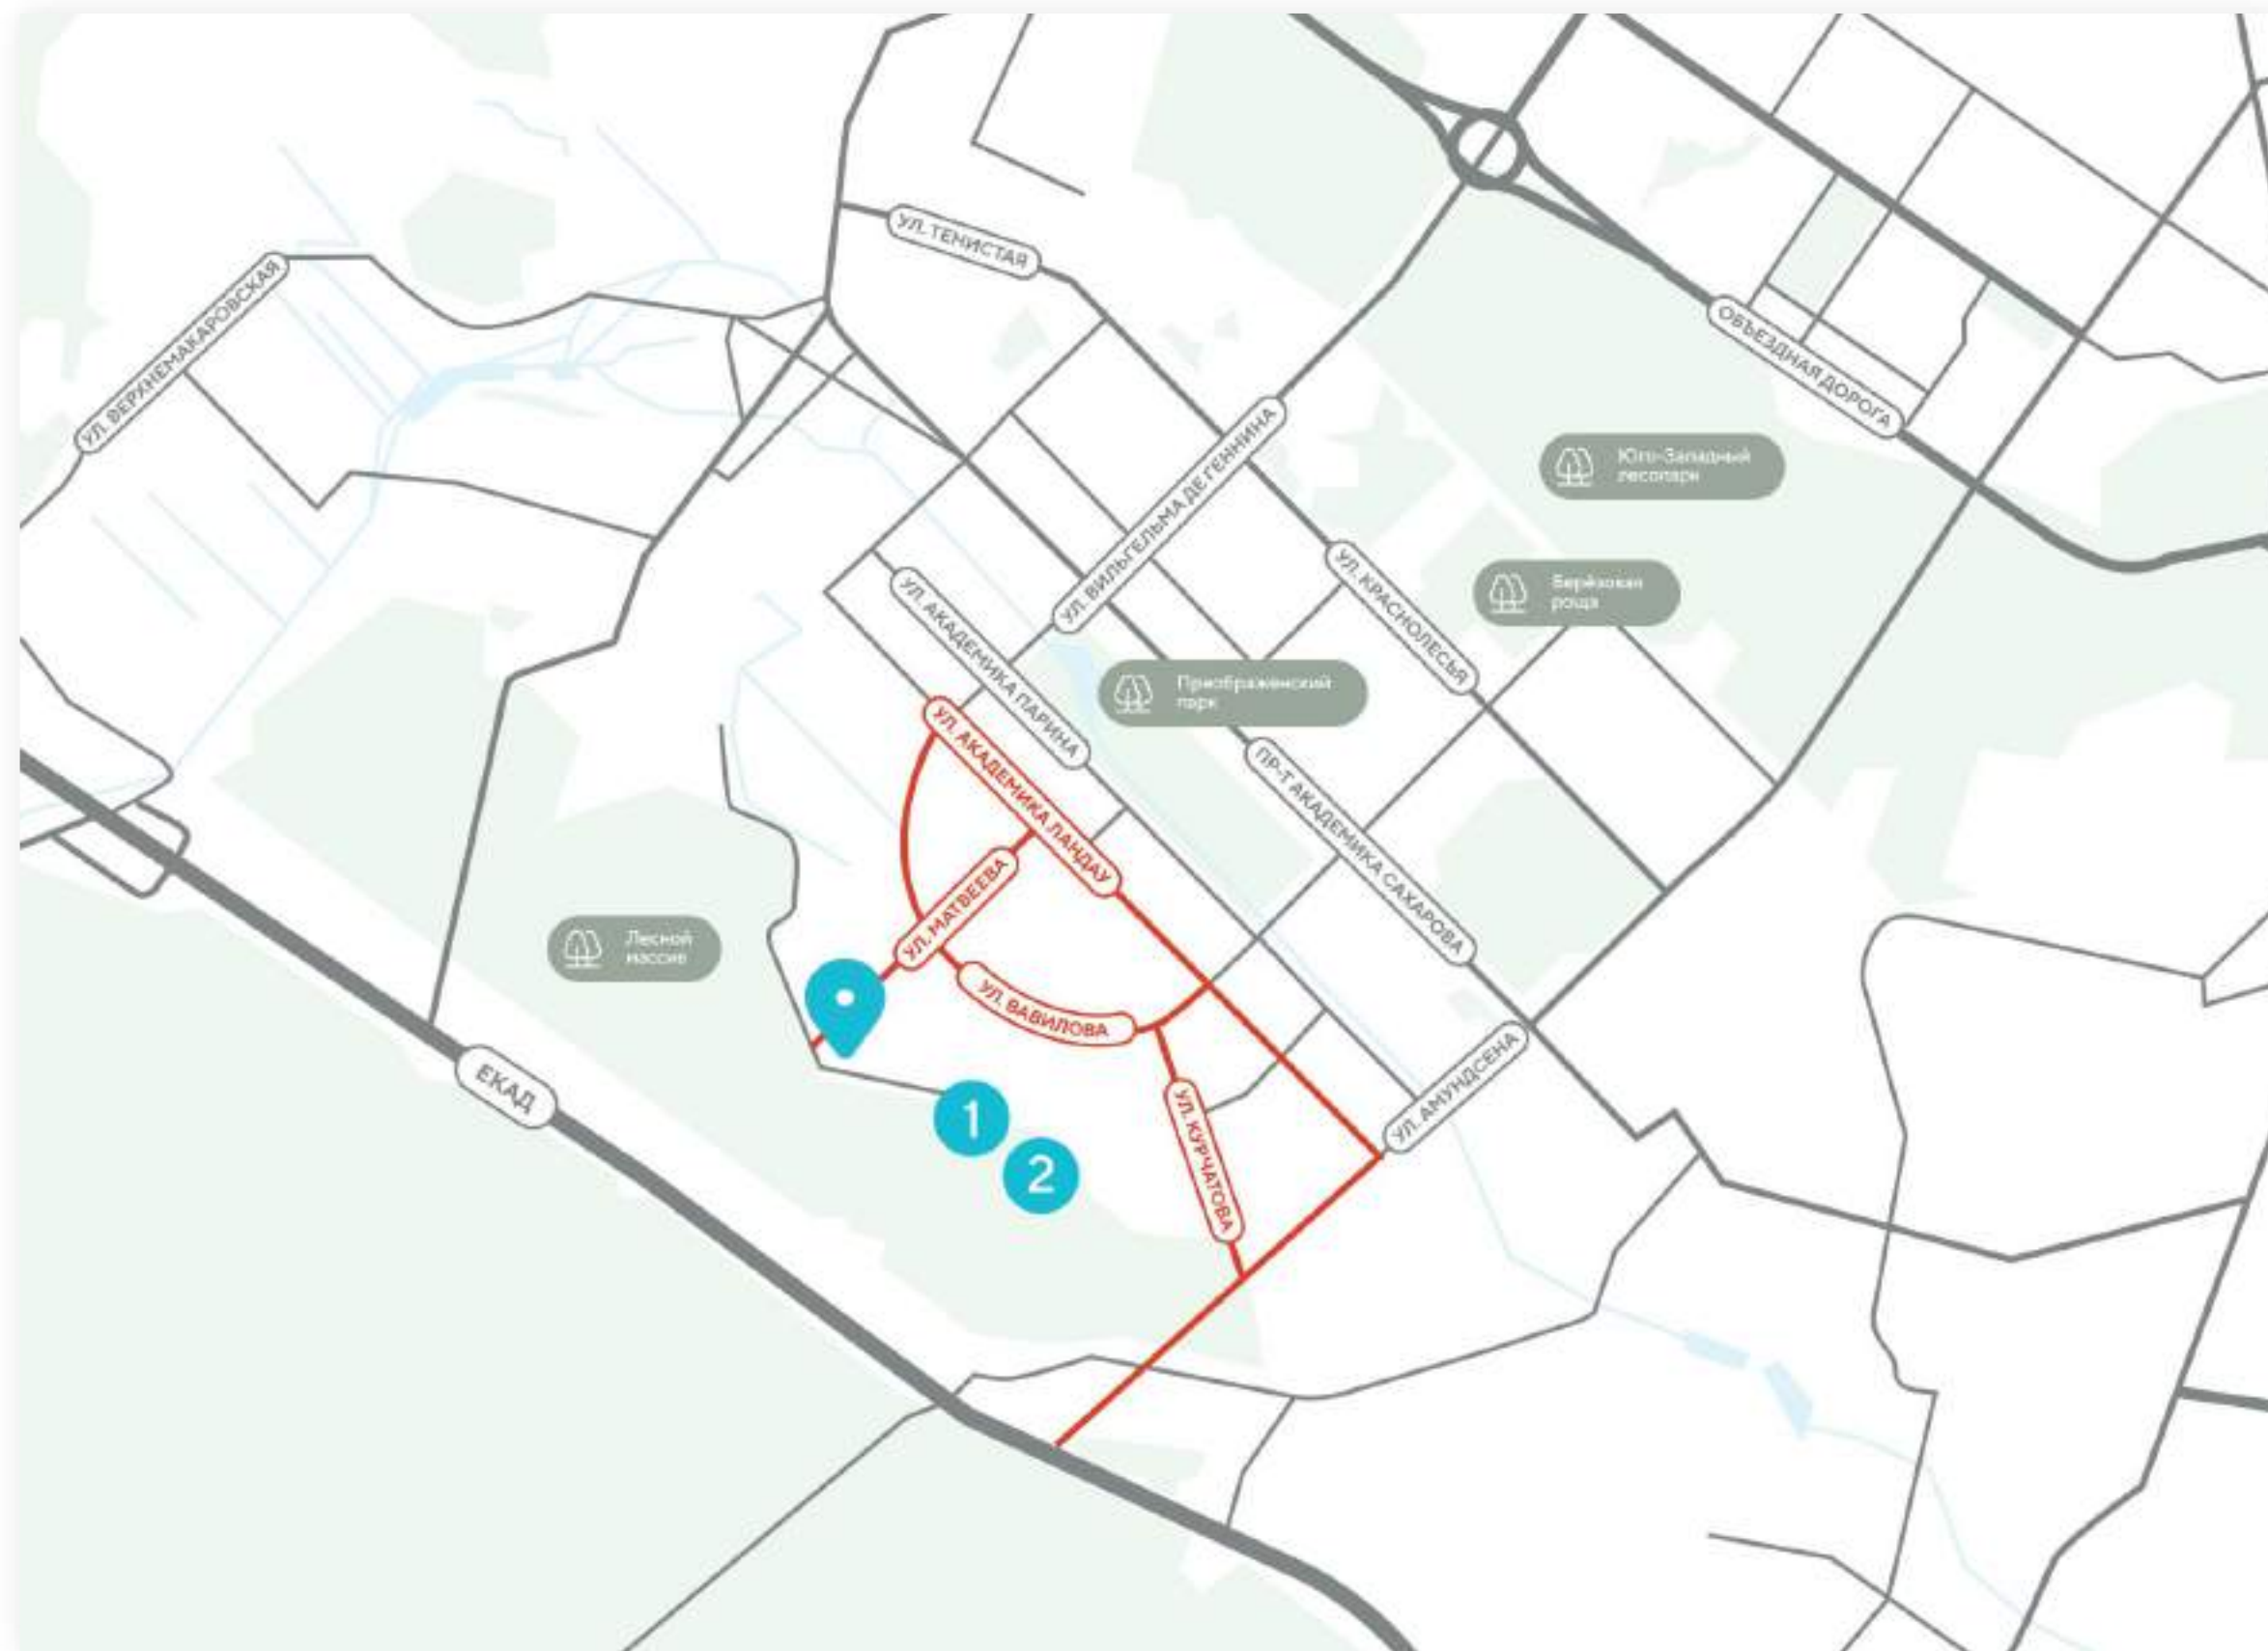 УЛ. ТЕНИСТАЯ
УЛ. ВЕРХНЕМАКАРОВСКАЯ
ОБЪЕЗДНАЯ ДОРОГА
УЛ. ВИЛЬГЕЛЬМА ДЕ ГЕННИНА
Юго-Западный
лесопарк
УЛ. КРАСНОЛЕСЬЯ
Берёзовая
роща
УЛ. АКАДЕМИКА ПАРИНА
Преображенский
парк
УЛ. АКАДЕМИКА ЛАНДАУ
ПР-Т АКАДЕМИКА САХАРОВА
УЛ. МАТВЕЕВА
Лесной
массив
УЛ. ВАВИЛОВА
ЕКАД
УЛ. АМУНДСЕНА
1
УЛ. КУРЧАТОВА
2